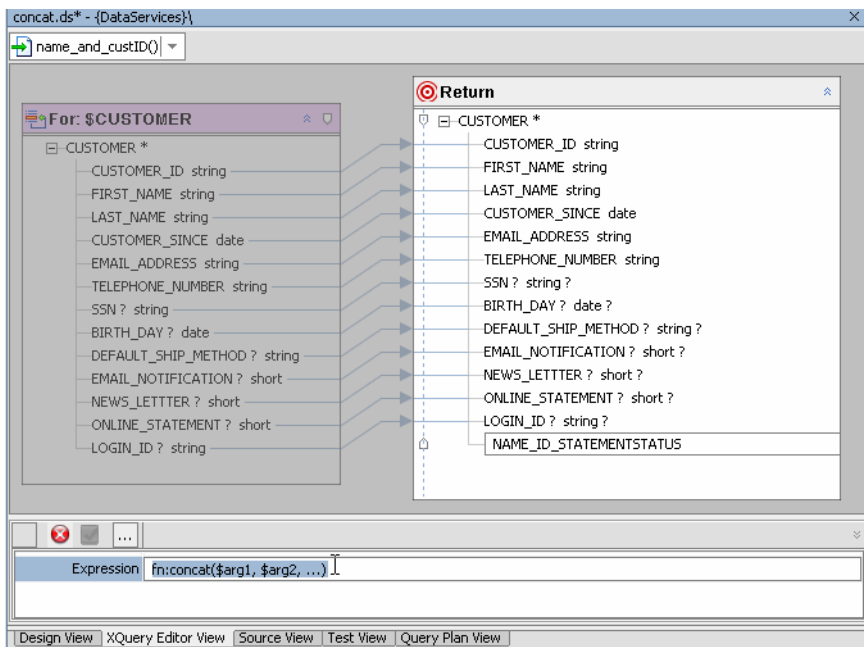 concat.ds* - {DataServices}\
name_and_custID()
For: $CUSTOMER
CUSTOMER *
CUSTOMER_ID string
FIRST_NAME string
LAST_NAME string
CUSTOMER_SINCE date
EMAIL_ADDRESS string
TELEPHONE_NUMBER string
SSN ? string
BIRTH_DAY ? date
DEFAULT_SHIP_METHOD ? string
EMAIL_NOTIFICATION ? short
NEWS_LETTTER ? short
ONLINE_STATEMENT ? short
LOGIN_ID ? string
Return
CUSTOMER *
CUSTOMER_ID string
FIRST_NAME string
LAST_NAME string
CUSTOMER_SINCE date
EMAIL_ADDRESS string
TELEPHONE_NUMBER string
SSN ? string ?
BIRTH_DAY ? date ?
DEFAULT_SHIP_METHOD ? string ?
EMAIL_NOTIFICATION ? short ?
NEWS_LETTTER ? short ?
ONLINE_STATEMENT ? short ?
LOGIN_ID ? string ?
NAME_ID_STATEMENTSTATUS
...
Expression fn:concat($arg1, $arg2, ...)
Design View XQuery Editor View Source View Test View Query Plan View